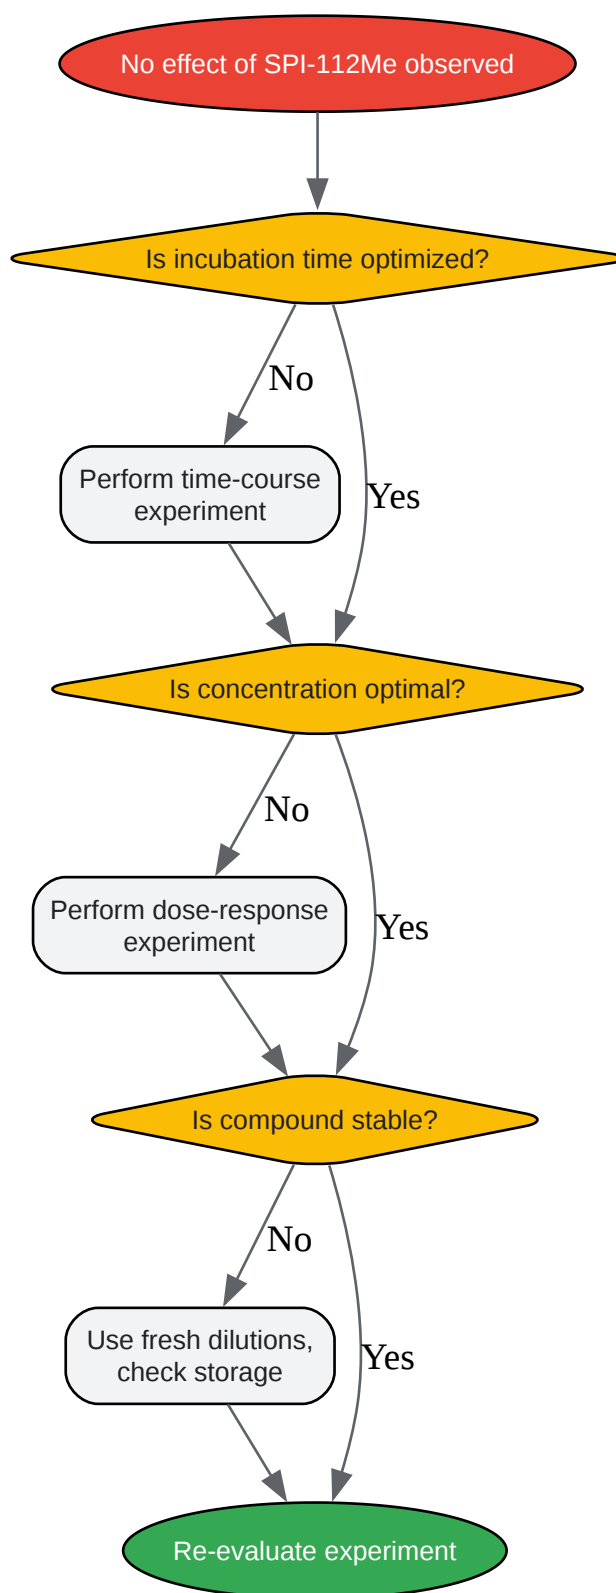 No effect of SPI-112Me observed
Is incubation time optimized?
No
Perform time-course
experiment
Yes
Is concentration optimal?
No
Perform dose-response
experiment
Yes
Is compound stable?
No
Use fresh dilutions,
check storage
Yes
Re-evaluate experiment